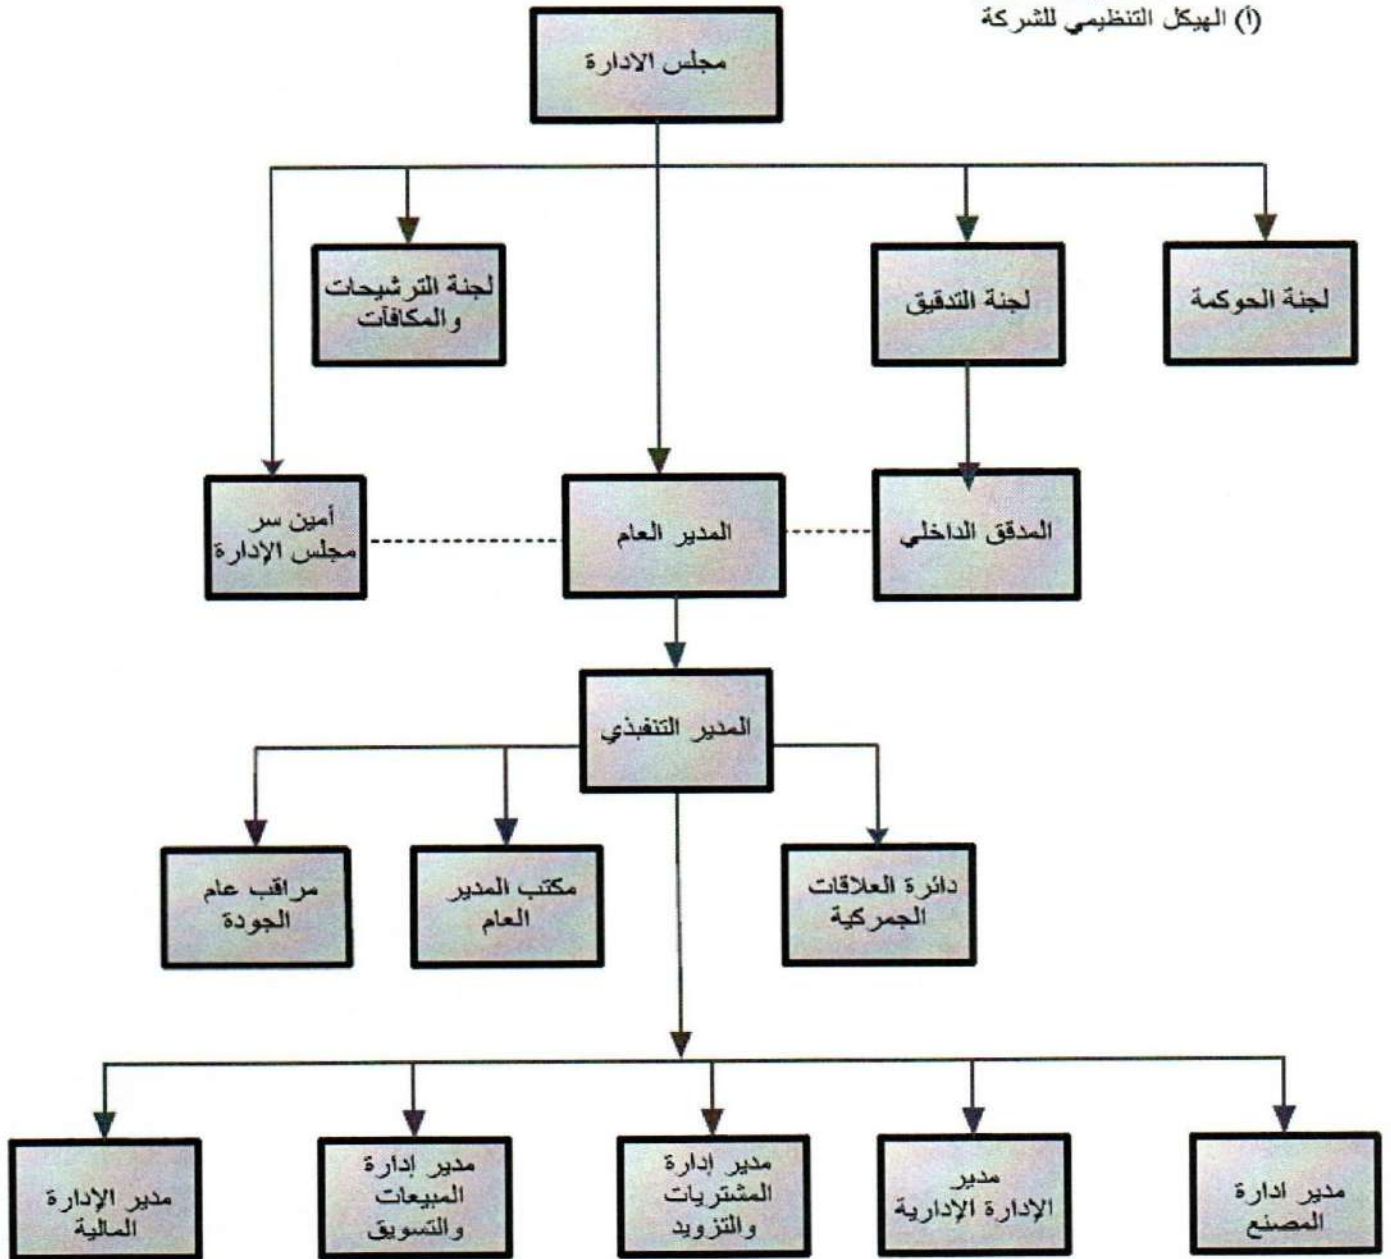 (أ) الهيكل التنظيمي للشركة
مجلس الادارة
لجنة الحوكمة
لجنة التدقيق
لجنة الترشيحات
والمكافآت
المدقق الداخلي
المدير العام
أمين سر
مجلس الإدارة
المدير التنفيذي
دائرة العلاقات
الجمركية
مكتب المدير
العام
مراقب عام
الجودة
مدير ادارة
المصنع
مدير
الإدارة الإدارية
مدير إدارة
المشتريات
والتزويد
مدير إدارة
المبيعات
والتسويق
مدير الإدارة
المالية